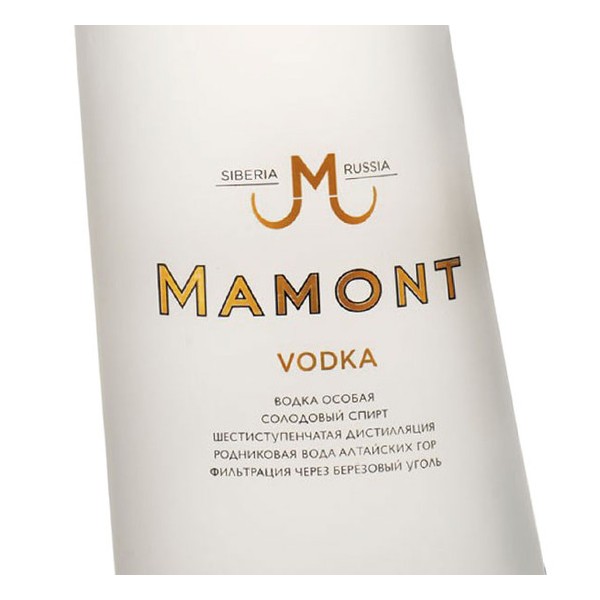 SIBERIA M RUSSIA
MAMONT
VODKA
ВОДКА ОСОБАЯ
СОЛОДОВЫЙ СПИРТ
ШЕСТИСТУПЕНЧАТАЯ ДИСТИЛЛЯЦИЯ
РОДНИКОВАЯ ВОДА АЛТАЙСКИХ ГОР
ФИЛЬТРАЦИЯ ЧЕРЕЗ БЕРЕЗОВЫЙ УГОЛЬ